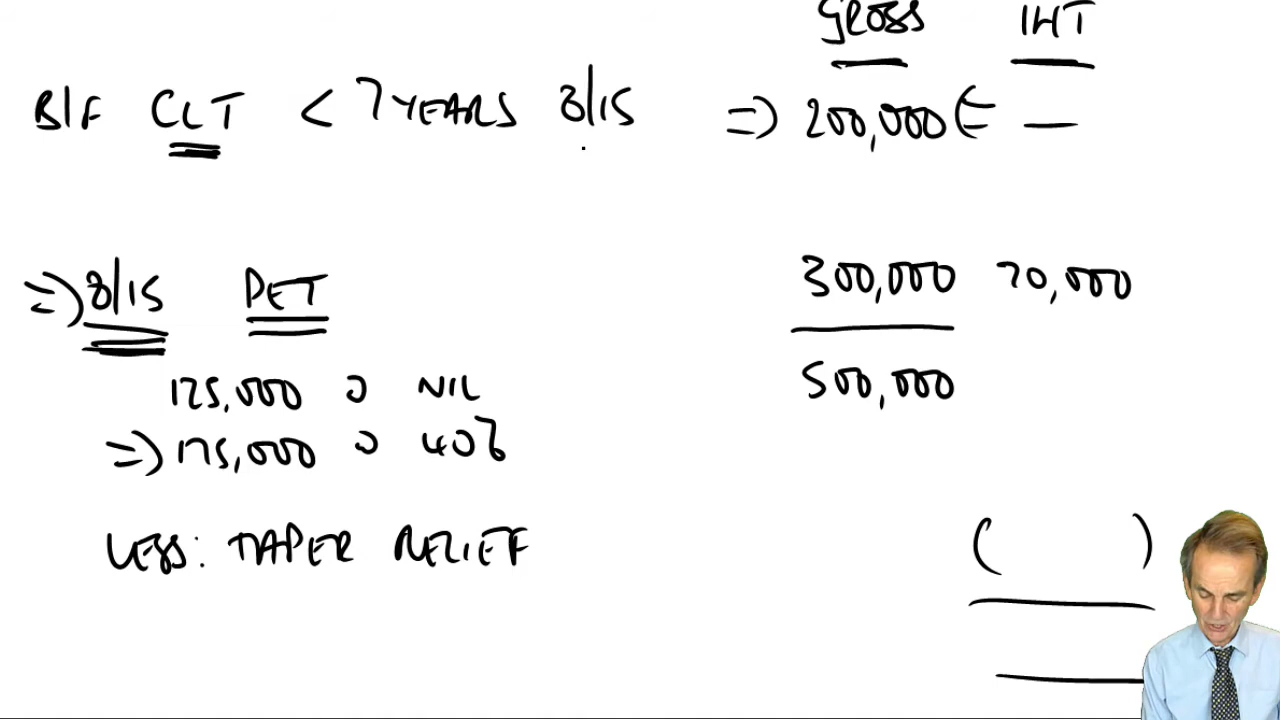 GROSS IHT
B/F CLT < 7 YEARS 8/15 => 200,000 (= —
=> 8/15 PET 300,000 70,000
125,000 @ NIL 500,000
=> 175,000 @ 40%
LESS: TAPER RELIEF ( )